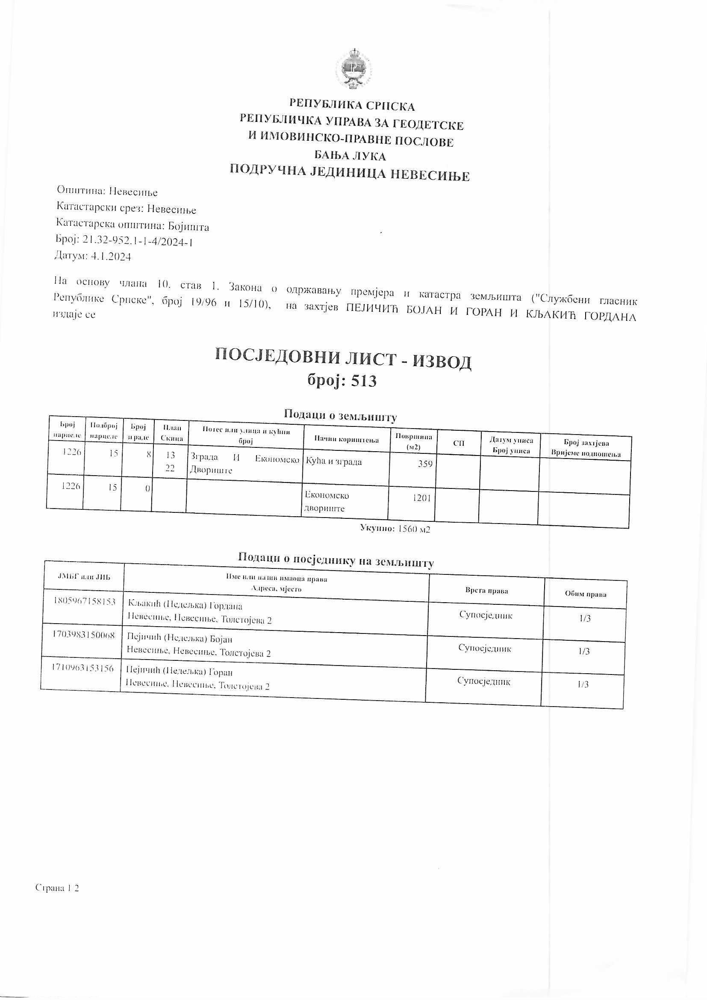 РЕПУБЛИКА СРПСКА
РЕПУБЛИЧКА УПРАВА ЗА ГЕОДЕТСКЕ
И ИМОВИНСКО-ПРАВНЕ ПОСЛОВЕ
БАЊА ЛУКА
ПОДРУЧНА ЈЕДИНИЦА НЕВЕСИЊЕ
Општина: Невесиње
Катастарски срез: Невесиње
Катастарска општина: Бојишта
Број: 21.32-952.1-1-4/2024-1
Датум: 4.1.2024
На основу члана 10. став 1. Закона о одржавању премјера и катастра земљишта ("Службени гласник
Републике Српске", број 19/96 и 15/10), на захтјев ПЕЈИЧИЋ БОЈАН И ГОРАН И КЉАКИЋ ГОРДАНА
издаје се
ПОСЈЕДОВНИ ЛИСТ - ИЗВОД
број: 513
Подаци о земљишту
Број парцеле Подброј парцеле Број зграде План Скица Потес или улица и кућни број Начин кориштења Површина (м2) СП Датум уписа Број уписа Број захтјева Вријеме подношења
1226 15 8 13 22 Зграда И Економско Двориште Кућа и зграда 359
1226 15 0 Економско двориште 1201
Укупно: 1560 м2
Подаци о посједнику на земљишту
ЈМБГ или ЈИБ Име или назив имаоца права Адреса, мјесто Врста права Обим права
1805967158153 Кљакић (Недељка) Гордана Супосједник 1/3
Невесиње, Невесиње, Толстојева 2
1703983150068 Пејичић (Недељка) Бојан Супосједник 1/3
Невесиње, Невесиње, Толстојева 2
1710963153156 Пејичић (Недељка) Горан Супосједник 1/3
Невесиње, Невесиње, Толстојева 2
Страна 1 2